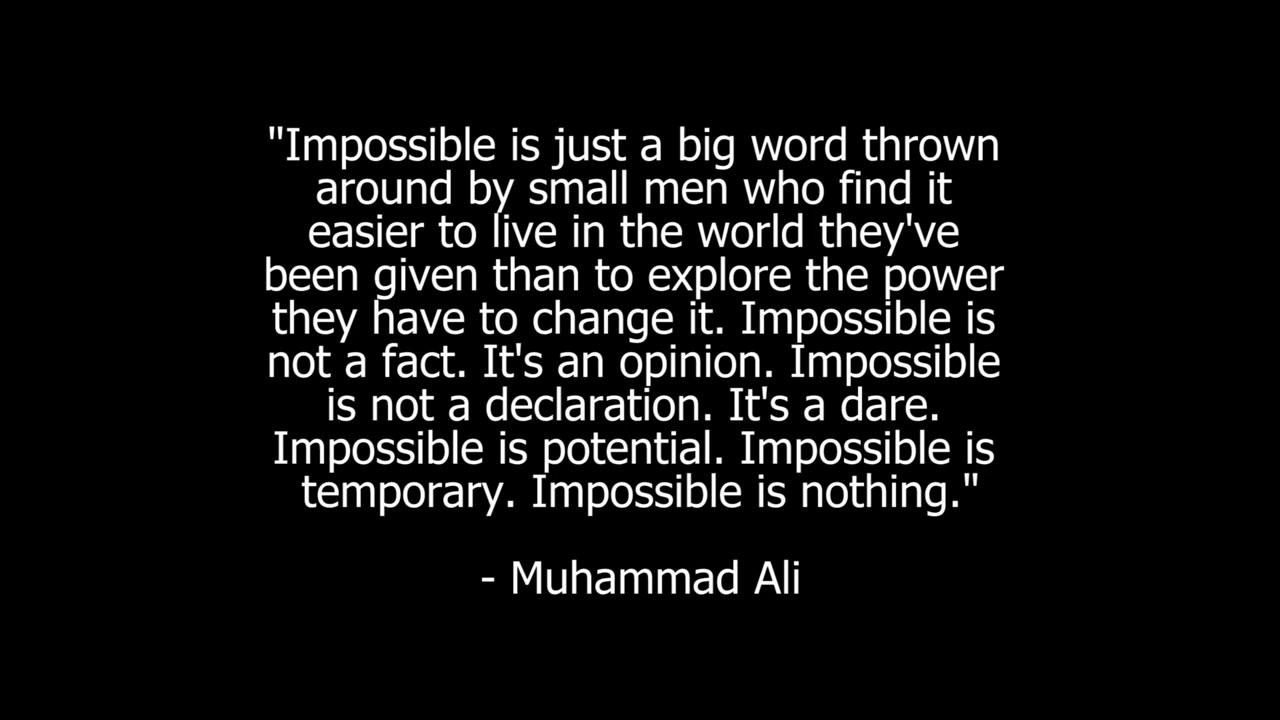 "Impossible is just a big word thrown
around by small men who find it
easier to live in the world they've
been given than to explore the power
they have to change it. Impossible is
not a fact. It's an opinion. Impossible
is not a declaration. It's a dare.
Impossible is potential. Impossible is
temporary. Impossible is nothing."
- Muhammad Ali